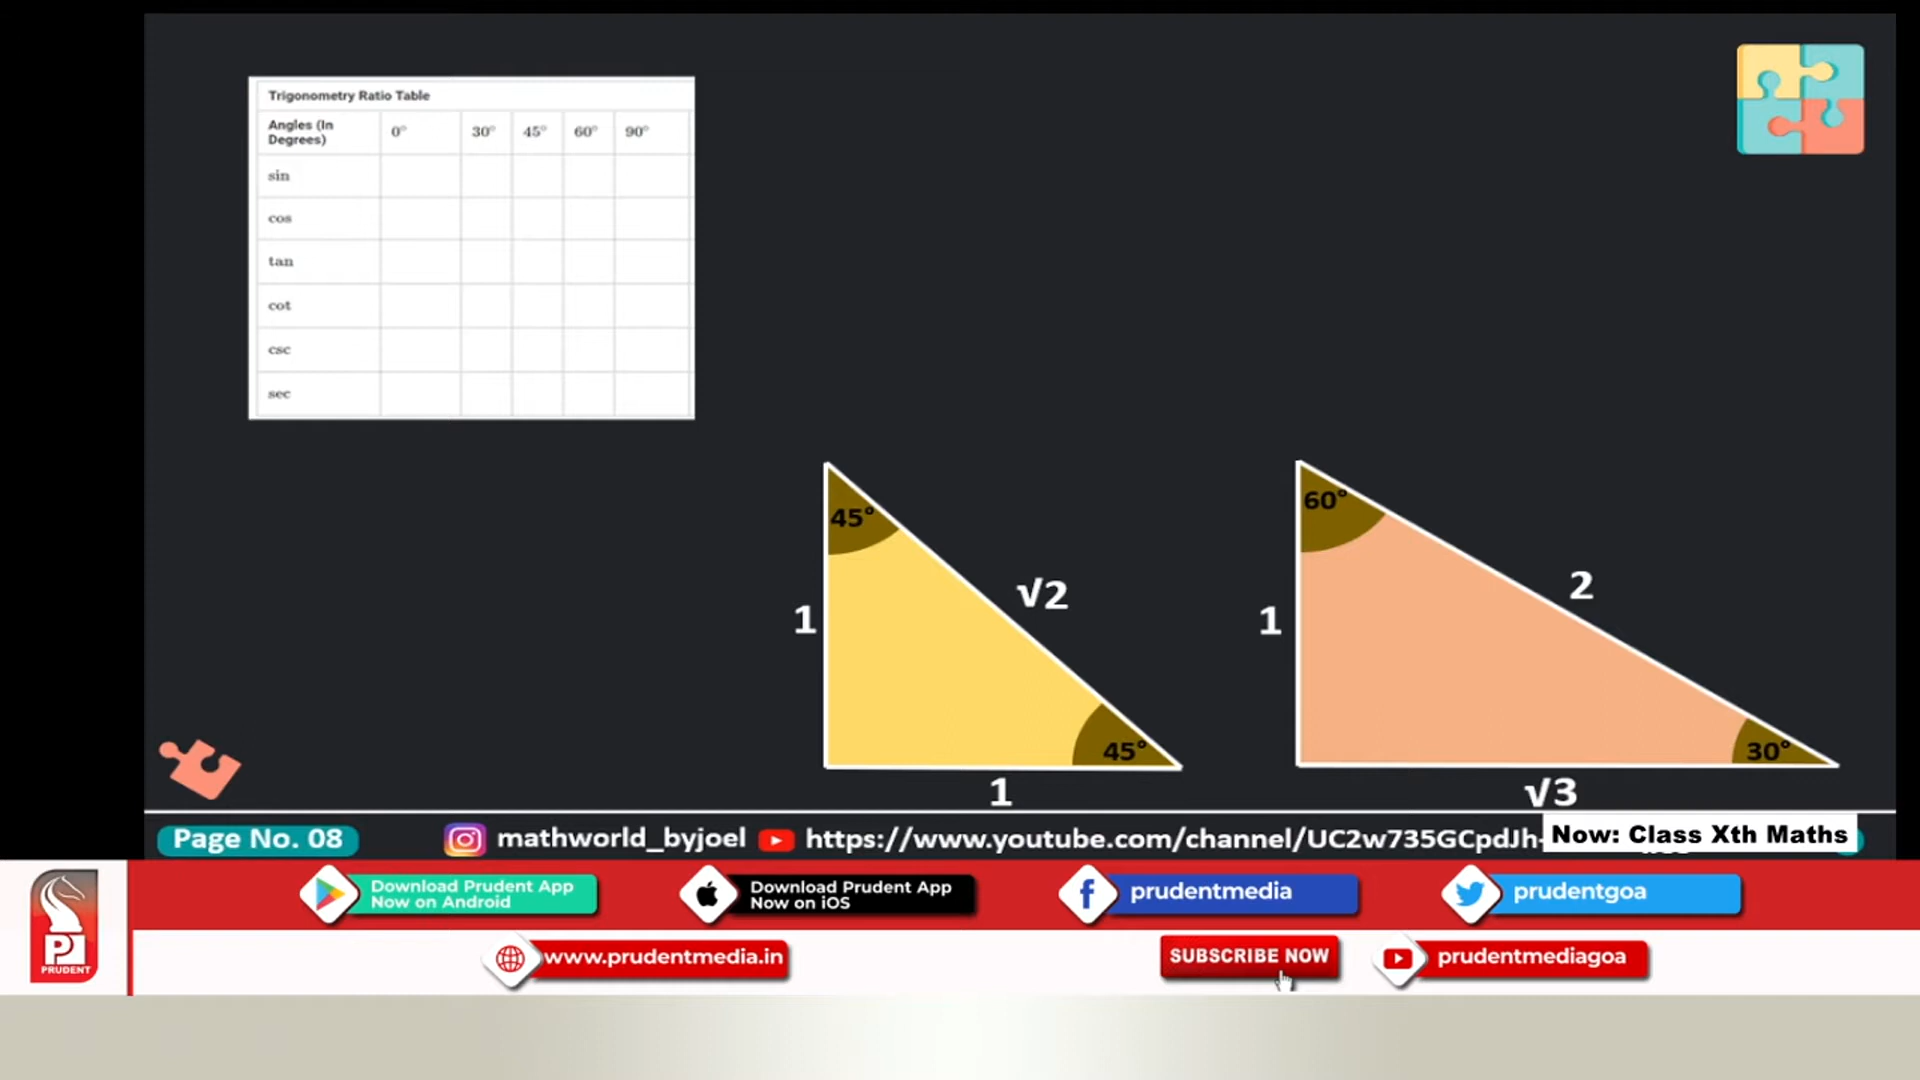 Trigonometry Ratio Table
Angles (In
Degrees)
0° 30° 45° 60° 90°
sin
cos
tan
cot
csc
sec
45°
1
√2
45°
1
60°
1
2
30°
√3
Page No. 08
mathworld_byjoel
https://www.youtube.com/channel/UC2w735GCpdJh-
Now: Class Xth Maths
Download Prudent App
Now on Android
Download Prudent App
Now on iOS
prudentmedia
prudentgoa
PRUDENT
www.prudentmedia.in
SUBSCRIBE NOW
prudentmediagoa